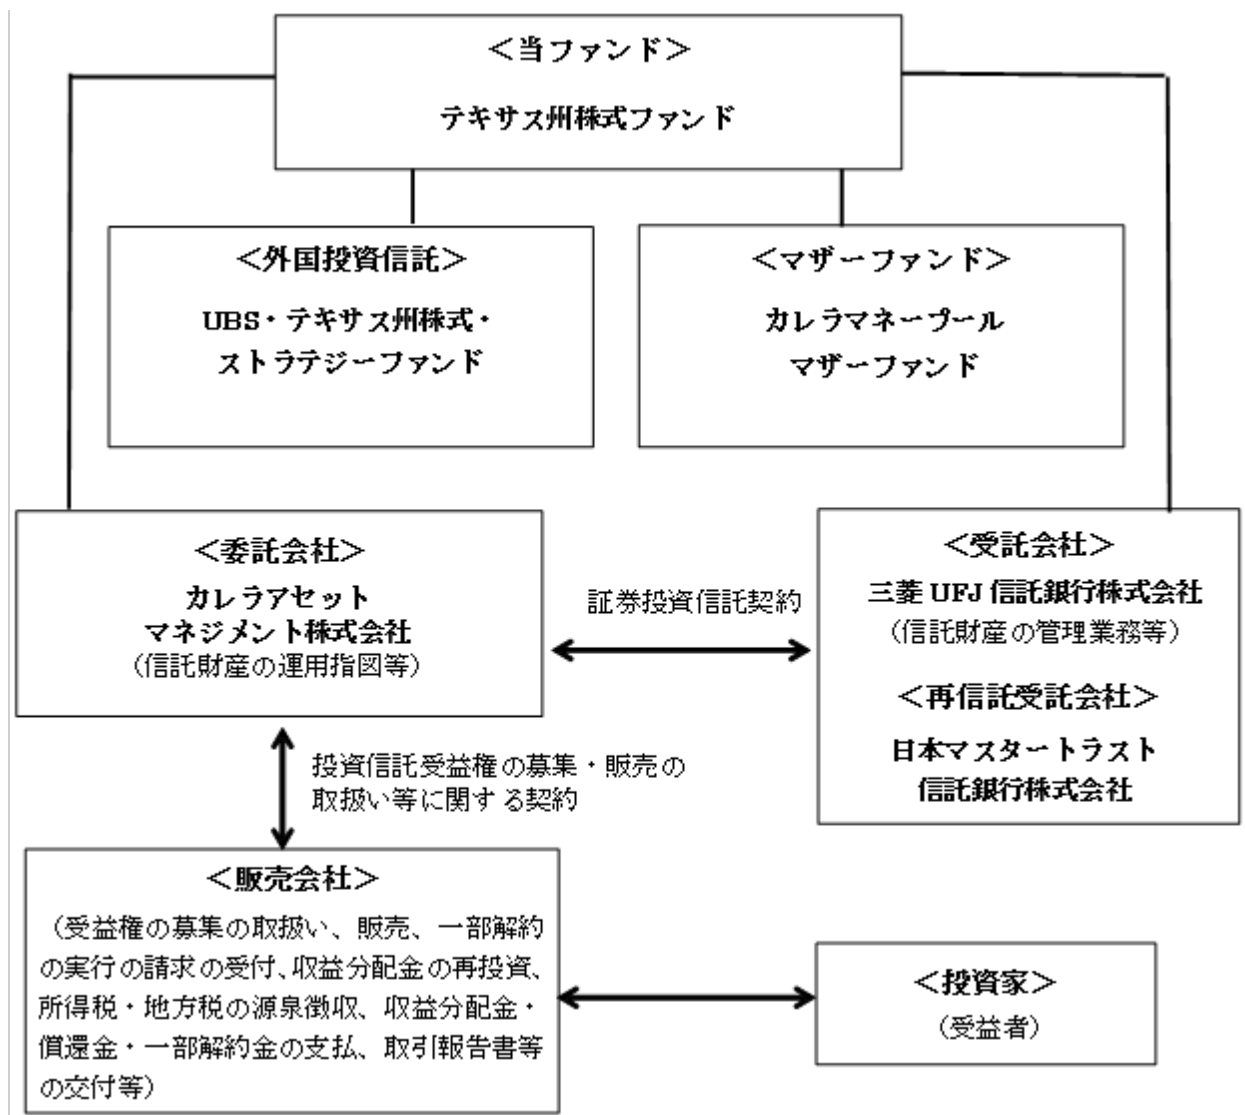 ＜当ファンド＞
テキサス州株式ファンド
＜外国投資信託＞
UBS・テキサス州株式・
ストラテジーファンド
＜マザーファンド＞
カレラマネープール
マザーファンド
＜委託会社＞
カレラアセット
マネジメント株式会社
（信託財産の運用指図等）
証券投資信託契約
＜受託会社＞
三菱 UFJ 信託銀行株式会社
（信託財産の管理業務等）
＜再信託受託会社＞
日本マスタートラスト
信託銀行株式会社
投資信託受益権の募集・販売の
取扱い等に関する契約
＜販売会社＞
（受益権の募集の取扱い、販売、一部解約
の実行の請求の受付、収益分配金の再投資、
所得税・地方税の源泉徴収、収益分配金・
償還金・一部解約金の支払、取引報告書等
の交付等）
＜投資家＞
（受益者）